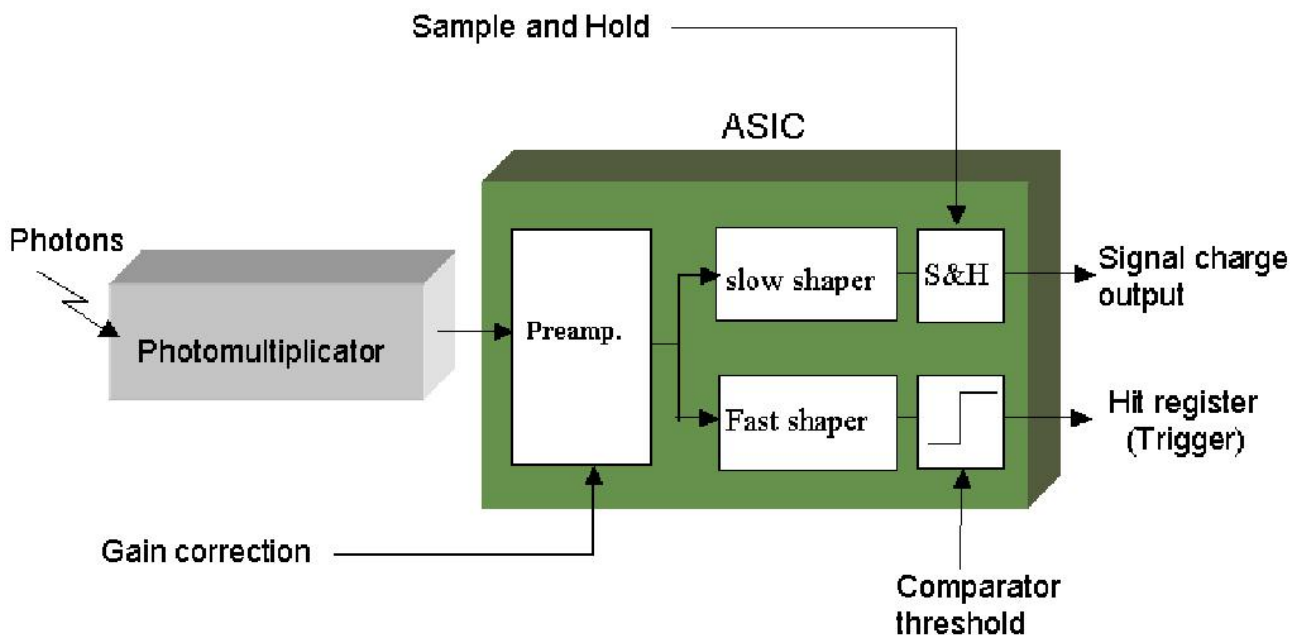 Sample and Hold
ASIC
Photons
Photomultiplicator
Preamp.
slow shaper
S&H
Signal charge
output
Fast shaper
Hit register
(Trigger)
Gain correction
Comparator
threshold